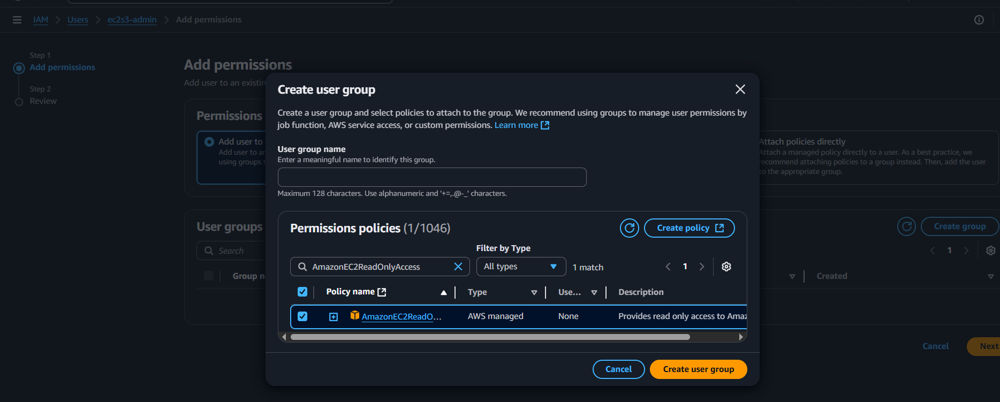 IAM > Users > ec2s3-admin > Add permissions
Step 1
Add permissions
Step 2
Review
Add permissions
Add user to an existin
Permissions
Add user to
Add user to an
using groups t
Attach policies directly
Attach a managed policy directly to a user. As a best practice, we
recommend attaching policies to a group instead. Then, add the user
to the appropriate group.
User groups
Create group
Search
1
Group na
Created
Cancel
Next
Create user group
Create a user group and select policies to attach to the group. We recommend using groups to manage user permissions by
job function, AWS service access, or custom permissions. Learn more
User group name
Enter a meaningful name to identify this group.
Maximum 128 characters. Use alphanumeric and '+=,.@-_' characters.
Permissions policies (1/1046)
Create policy
Filter by Type
AmazonEC2ReadOnlyAccess
All types
1 match
1
Policy name
Type
Use...
Description
AmazonEC2ReadO...
AWS managed
None
Provides read only access to Amaz
Cancel
Create user group